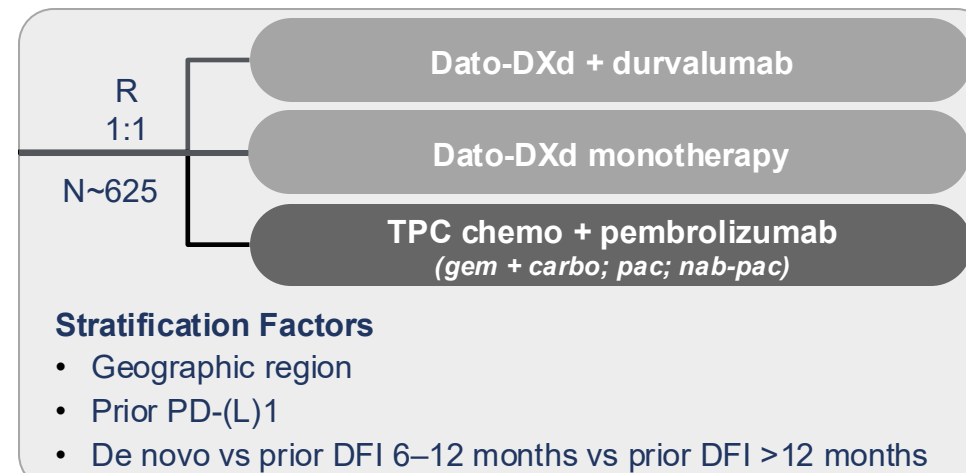 R
1:1
N~625
Dato-DXd + durvalumab
Dato-DXd monotherapy
TPC chemo + pembrolizumab
(gem + carbo; pac; nab-pac)
Stratification Factors
• Geographic region
• Prior PD-(L)1
• De novo vs prior DFI 6–12 months vs prior DFI >12 months